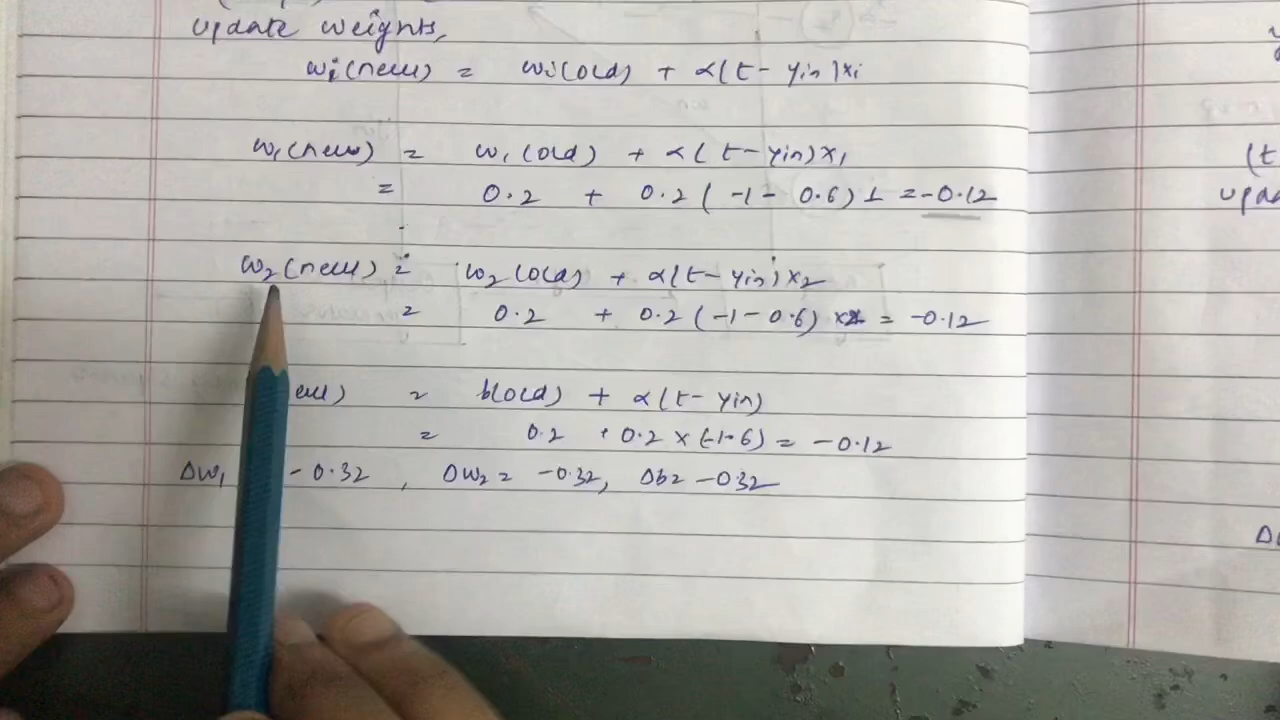 update weights,
wi(new) = wi(old) + α(t - yin)xi
w1(new) = w1(old) + α(t-yin)x1
= 0.2 + 0.2(-1-0.6)1 = -0.12
w2(new) = w2(old) + α(t-yin)x2
= 0.2 + 0.2(-1-0.6) x1 = -0.12
ew) = b(old) + α(t-yin)
= 0.2 + 0.2 x (-1.6) = -0.12
Δw1 -0.32, Δw2 = -0.32, Δb = -0.32
(t
upda